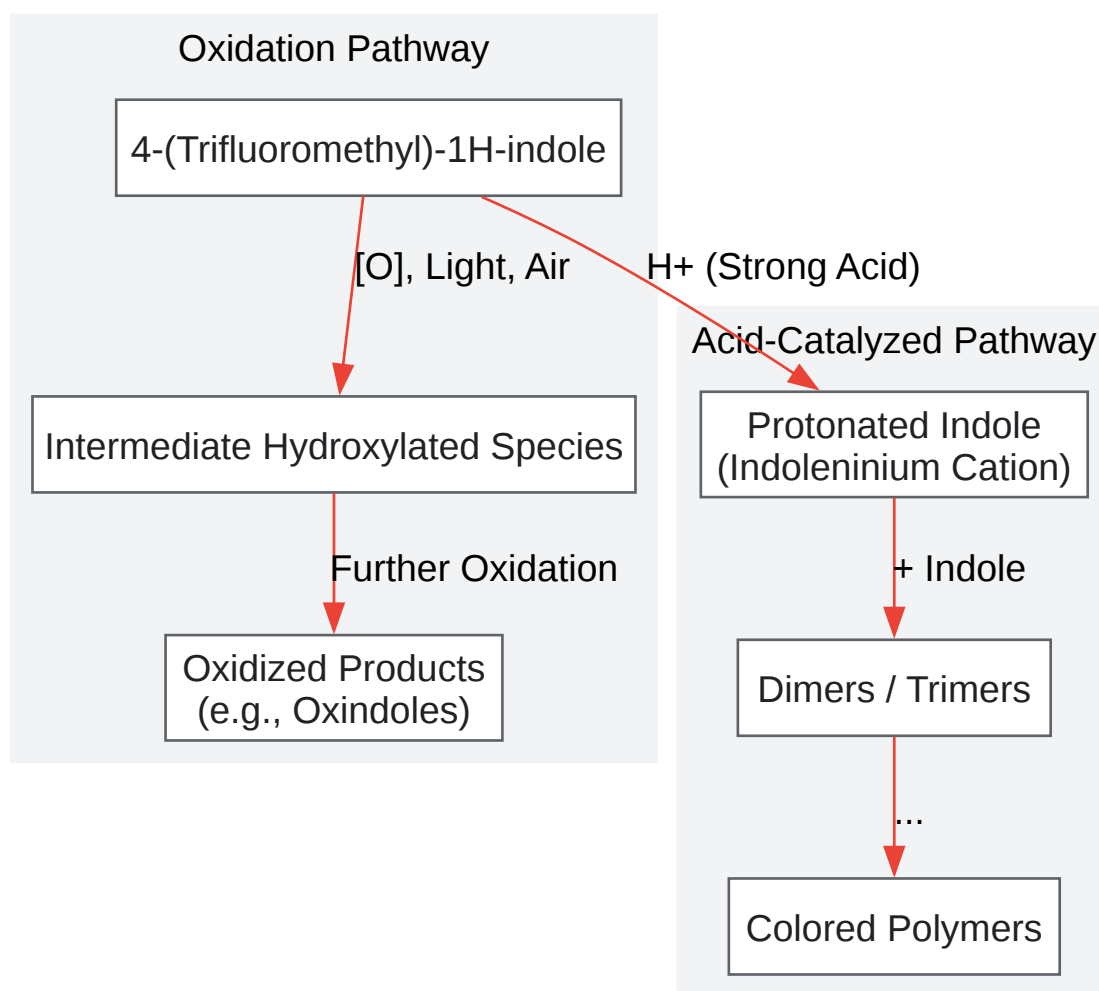 Oxidation Pathway
4-(Trifluoromethyl)-1H-indole
[O], Light, Air
H+ (Strong Acid)
Acid-Catalyzed Pathway
Intermediate Hydroxylated Species
Protonated Indole
(Indoleninium Cation)
Further Oxidation
+ Indole
Oxidized Products
(e.g., Oxindoles)
Dimers / Trimers
...
Colored Polymers